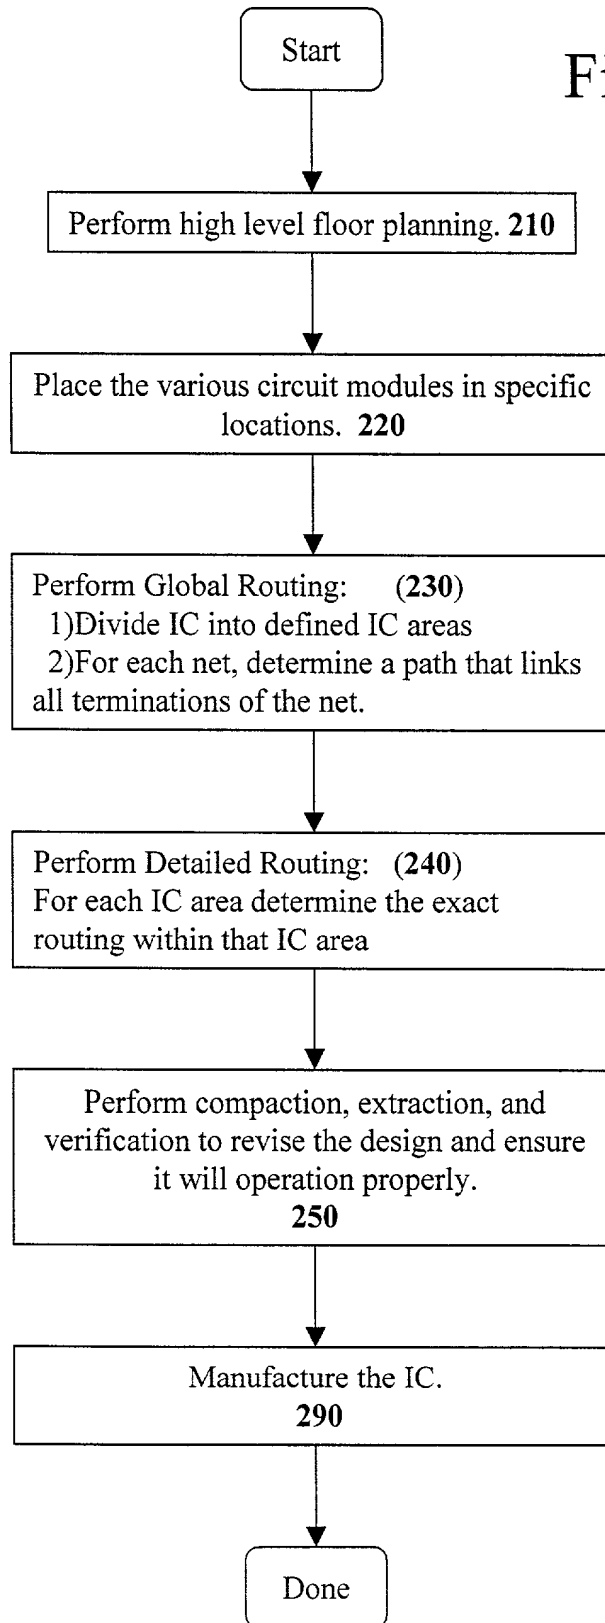 Start
Fi
Perform high level floor planning. 210
Place the various circuit modules in specific
locations. 220
Perform Global Routing: (230)
1)Divide IC into defined IC areas
2)For each net, determine a path that links
all terminations of the net.
Perform Detailed Routing: (240)
For each IC area determine the exact
routing within that IC area
Perform compaction, extraction, and
verification to revise the design and ensure
it will operation properly.
250
Manufacture the IC.
290
Done